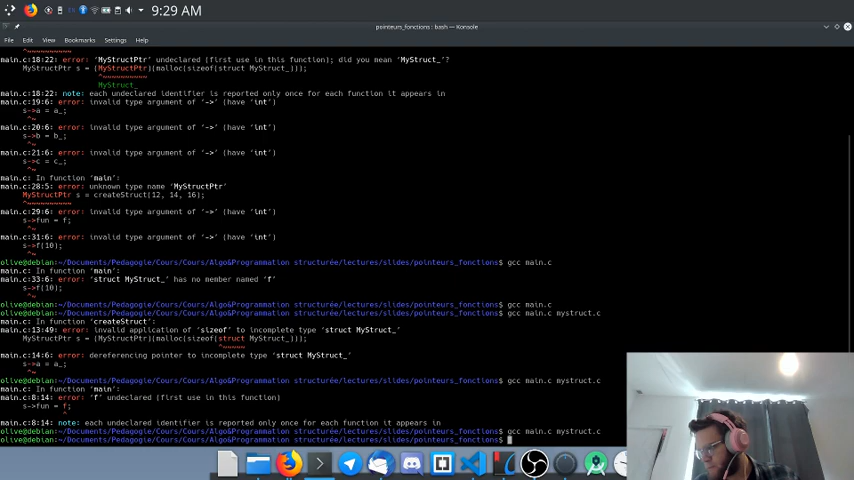 9:29 AM
pointeurs_fonctions : bash — Konsole
File Edit View Bookmarks Settings Help
^~~~~~~~~~~
main.c:18:22: error: ‘MyStructPtr’ undeclared (first use in this function); did you mean ‘MyStruct_’?
MyStructPtr s = (MyStructPtr)(malloc(sizeof(struct MyStruct_)));
^~~~~~~~~~~
MyStruct_
main.c:18:22: note: each undeclared identifier is reported only once for each function it appears in
main.c:19:6: error: invalid type argument of ‘->’ (have ‘int’)
s->a = a_;
^~
main.c:20:6: error: invalid type argument of ‘->’ (have ‘int’)
s->b = b_;
^~
main.c:21:6: error: invalid type argument of ‘->’ (have ‘int’)
s->c = c_;
^~
main.c: In function ‘main’:
main.c:28:5: error: unknown type name ‘MyStructPtr’
MyStructPtr s = createStruct(12, 14, 16);
^~~~~~~~~~~
main.c:29:6: error: invalid type argument of ‘->’ (have ‘int’)
s->fun = f;
^~
main.c:31:6: error: invalid type argument of ‘->’ (have ‘int’)
s->f(10);
^~
olive@debian:~/Documents/Pedagogie/Cours/Cours/Algo&Programmation structurée/lectures/slides/pointeurs_fonctions$ gcc main.c
main.c: In function ‘main’:
main.c:33:6: error: ‘struct MyStruct_’ has no member named ‘f’
s->f(10);
^~
olive@debian:~/Documents/Pedagogie/Cours/Cours/Algo&Programmation structurée/lectures/slides/pointeurs_fonctions$ gcc main.c
olive@debian:~/Documents/Pedagogie/Cours/Cours/Algo&Programmation structurée/lectures/slides/pointeurs_fonctions$ gcc main.c mystruct.c
main.c: In function ‘createStruct’:
main.c:13:49: error: invalid application of ‘sizeof’ to incomplete type ‘struct MyStruct_’
MyStructPtr s = (MyStructPtr)(malloc(sizeof(struct MyStruct_)));
^~~~~~
main.c:14:6: error: dereferencing pointer to incomplete type ‘struct MyStruct_’
s->a = a_;
^~
olive@debian:~/Documents/Pedagogie/Cours/Cours/Algo&Programmation structurée/lectures/slides/pointeurs_fonctions$ gcc main.c mystruct.c
main.c: In function ‘main’:
main.c:8:14: error: ‘f’ undeclared (first use in this function)
s->fun = f;
^
main.c:8:14: note: each undeclared identifier is reported only once for each function it appears in
olive@debian:~/Documents/Pedagogie/Cours/Cours/Algo&Programmation structurée/lectures/slides/pointeurs_fonctions$ gcc main.c mystruct.c
olive@debian:~/Documents/Pedagogie/Cours/Cours/Algo&Programmation structurée/lectures/slides/pointeurs_fonctions$